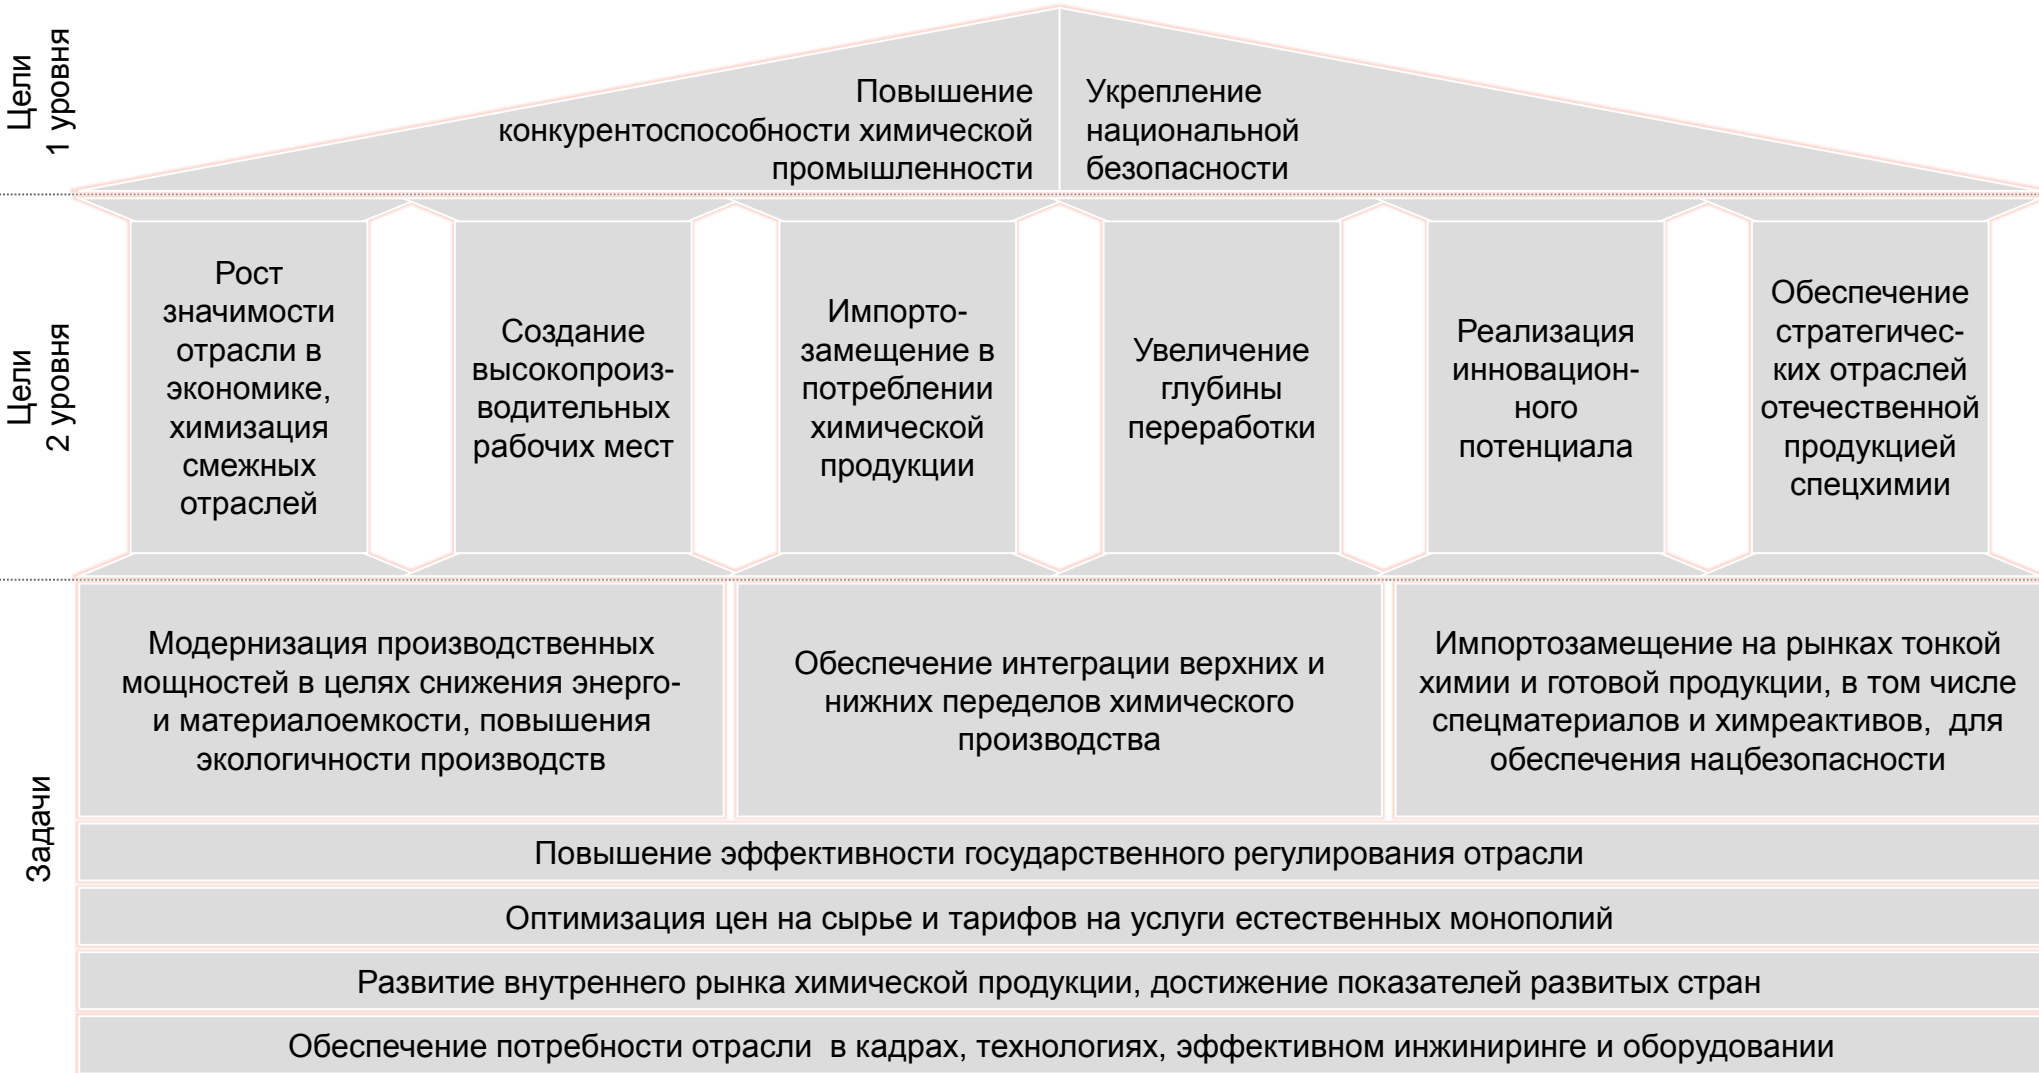 Цели
1 уровня
Повышение
конкурентоспособности химической
промышленности
Укрепление
национальной
безопасности
Цели
2 уровня
Рост
значимости
отрасли в
экономике,
химизация
смежных
отраслей
Создание
высокопроиз-
водительных
рабочих мест
Импорто-
замещение в
потреблении
химической
продукции
Увеличение
глубины
переработки
Реализация
инновацион-
ного
потенциала
Обеспечение
стратегичес-
ких отраслей
отечественной
продукцией
спецхимии
Задачи
Модернизация производственных
мощностей в целях снижения энерго-
и материалоемкости, повышения
экологичности производств
Обеспечение интеграции верхних и
нижних переделов химического
производства
Импортозамещение на рынках тонкой
химии и готовой продукции, в том числе
спецматериалов и химреактивов,  для
обеспечения нацбезопасности
Повышение эффективности государственного регулирования отрасли
Оптимизация цен на сырье и тарифов на услуги естественных монополий
Развитие внутреннего рынка химической продукции, достижение показателей развитых стран
Обеспечение потребности отрасли  в кадрах, технологиях, эффективном инжиниринге и оборудовании